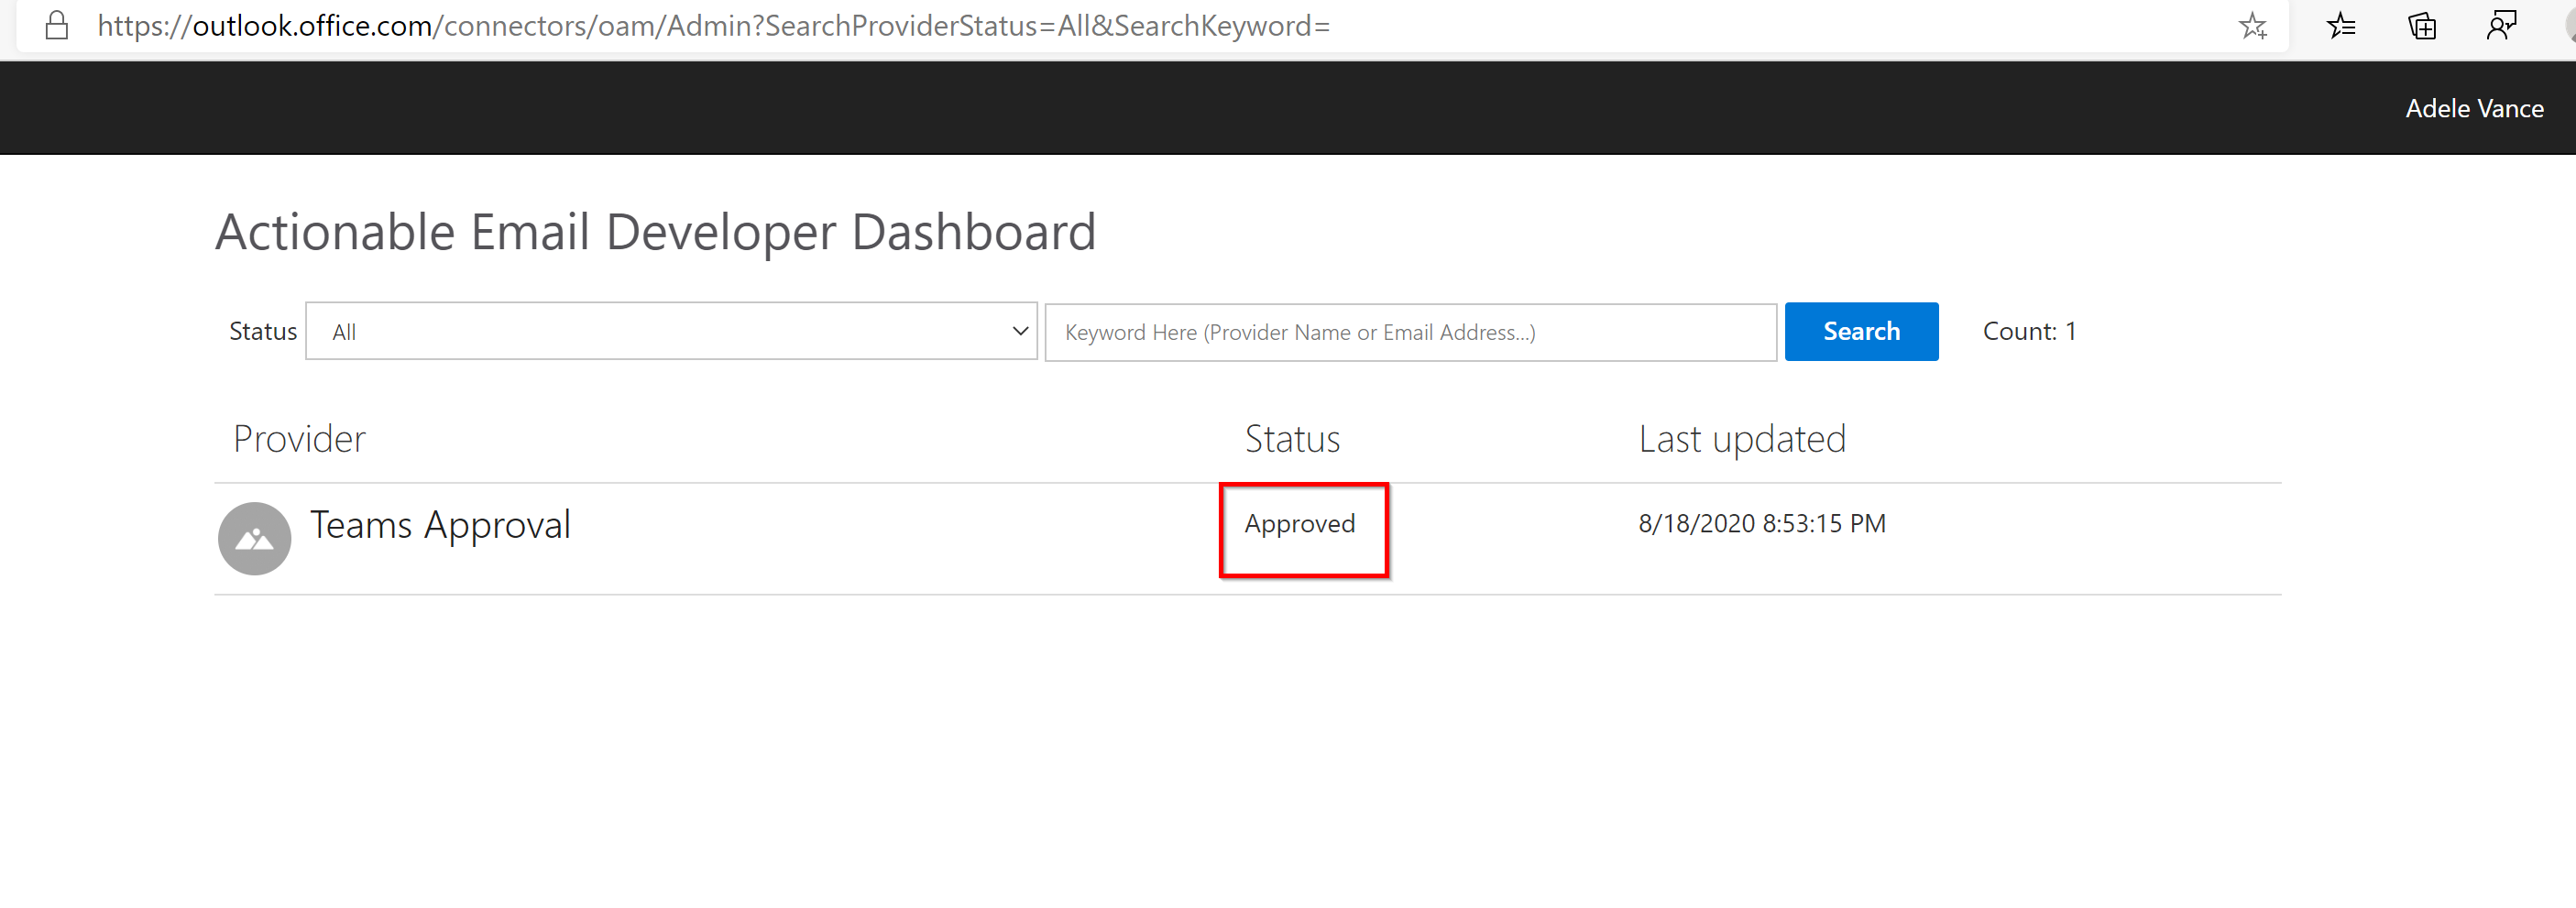 https://outlook.office.com/connectors/oam/Admin?SearchProviderStatus=All&SearchKeyword=
Adele Vance
Actionable Email Developer Dashboard
Status All Keyword Here (Provider Name or Email Address...) Search Count: 1
Provider Status Last updated
Teams Approval Approved 8/18/2020 8:53:15 PM